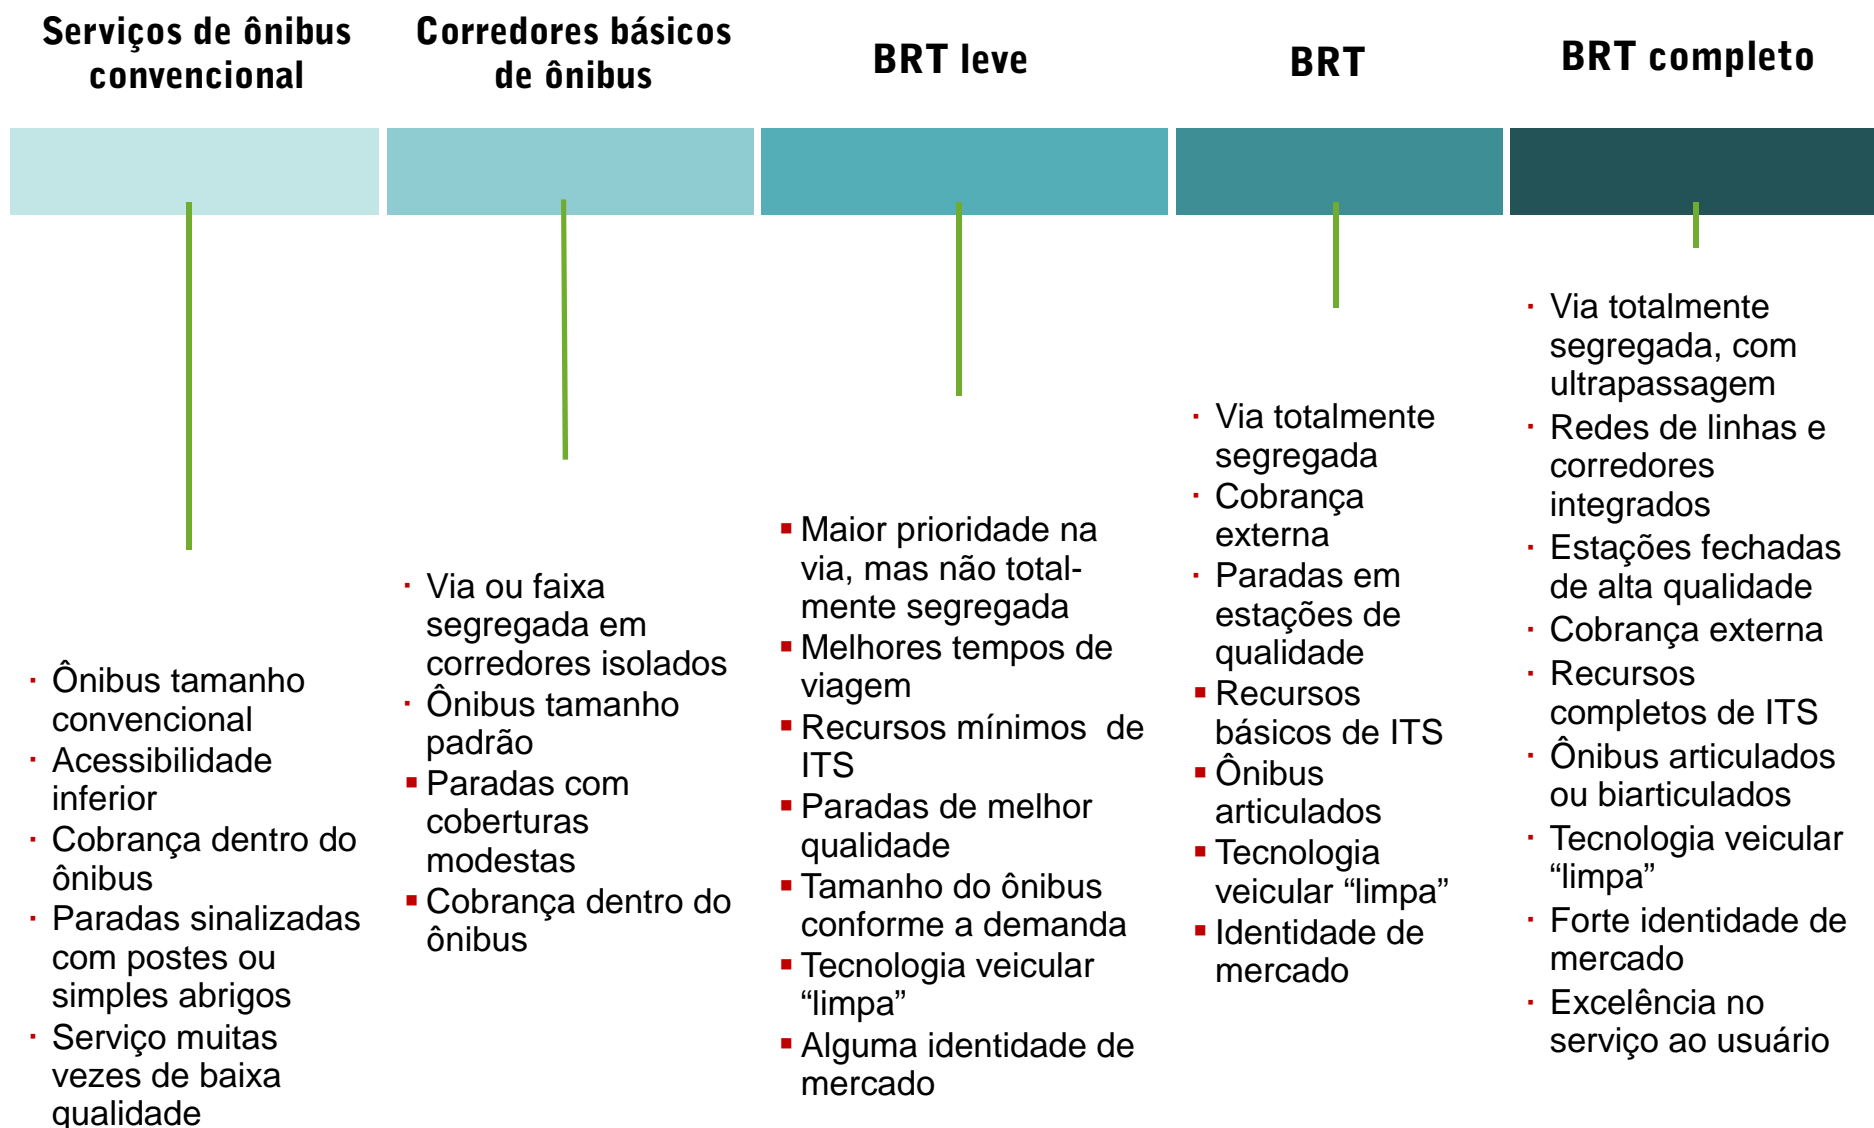 Serviços de ônibus
convencional
Corredores básicos
de ônibus
BRT leve
BRT
BRT completo
· Ônibus tamanho
convencional
· Acessibilidade
inferior
· Cobrança dentro do
ônibus
· Paradas sinalizadas
com postes ou
simples abrigos
· Serviço muitas
vezes de baixa
qualidade
· Via ou faixa
segregada em
corredores isolados
· Ônibus tamanho
padrão
▪ Paradas com
coberturas
modestas
▪ Cobrança dentro do
ônibus
▪ Maior prioridade na
via, mas não total-
mente segregada
▪ Melhores tempos de
viagem
▪ Recursos mínimos  de
ITS
▪ Paradas de melhor
qualidade
▪ Tamanho do ônibus
conforme a demanda
▪ Tecnologia veicular
“limpa”
▪ Alguma identidade de
mercado
· Via totalmente
segregada
· Cobrança
externa
· Paradas em
estações de
qualidade
▪ Recursos
básicos de ITS
▪ Ônibus
articulados
▪ Tecnologia
veicular “limpa”
▪ Identidade de
mercado
· Via totalmente
segregada, com
ultrapassagem
· Redes de linhas e
corredores
integrados
· Estações fechadas
de alta qualidade
· Cobrança externa
· Recursos
completos de ITS
· Ônibus articulados
ou biarticulados
· Tecnologia veicular
“limpa”
· Forte identidade de
mercado
· Excelência no
serviço ao usuário